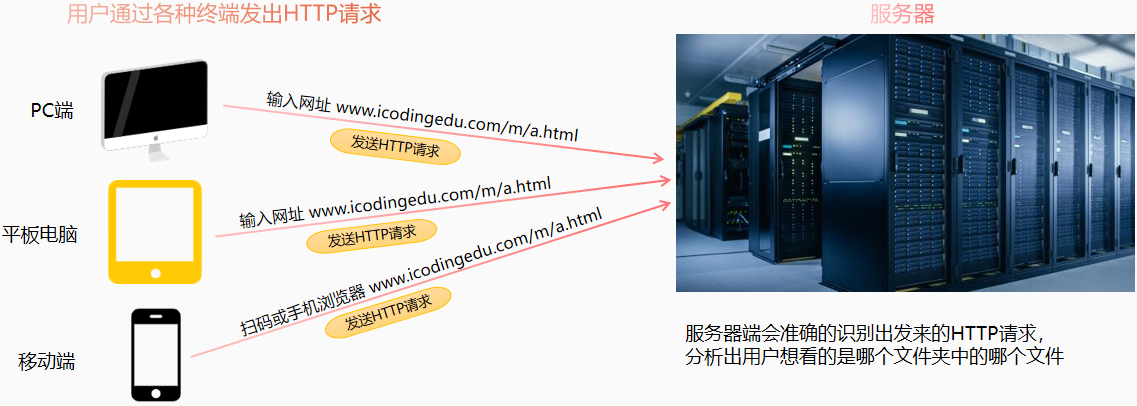 用户通过各种终端发出HTTP请求
服务器
PC端
输入网址 www.icodingedu.com/m/a.html
发送HTTP请求
平板电脑
输入网址 www.icodingedu.com/m/a.html
发送HTTP请求
移动端
扫码或手机浏览器 www.icodingedu.com/m/a.html
发送HTTP请求
服务器端会准确的识别出发来的HTTP请求，
分析出用户想看的是哪个文件夹中的哪个文件